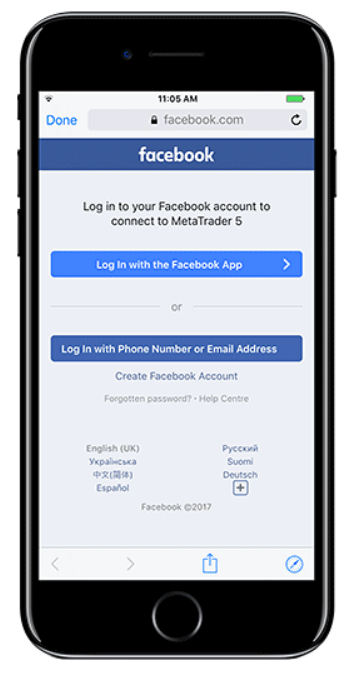 11:05 AM
Done
facebook.com
facebook
Log in to your Facebook account to
connect to MetaTrader 5
Log In with the Facebook App
or
Log In with Phone Number or Email Address
Create Facebook Account
Forgotten password? • Help Centre
English (UK)
Русский
Українська
Suomi
中文(简体)
Deutsch
Español
Facebook ©2017